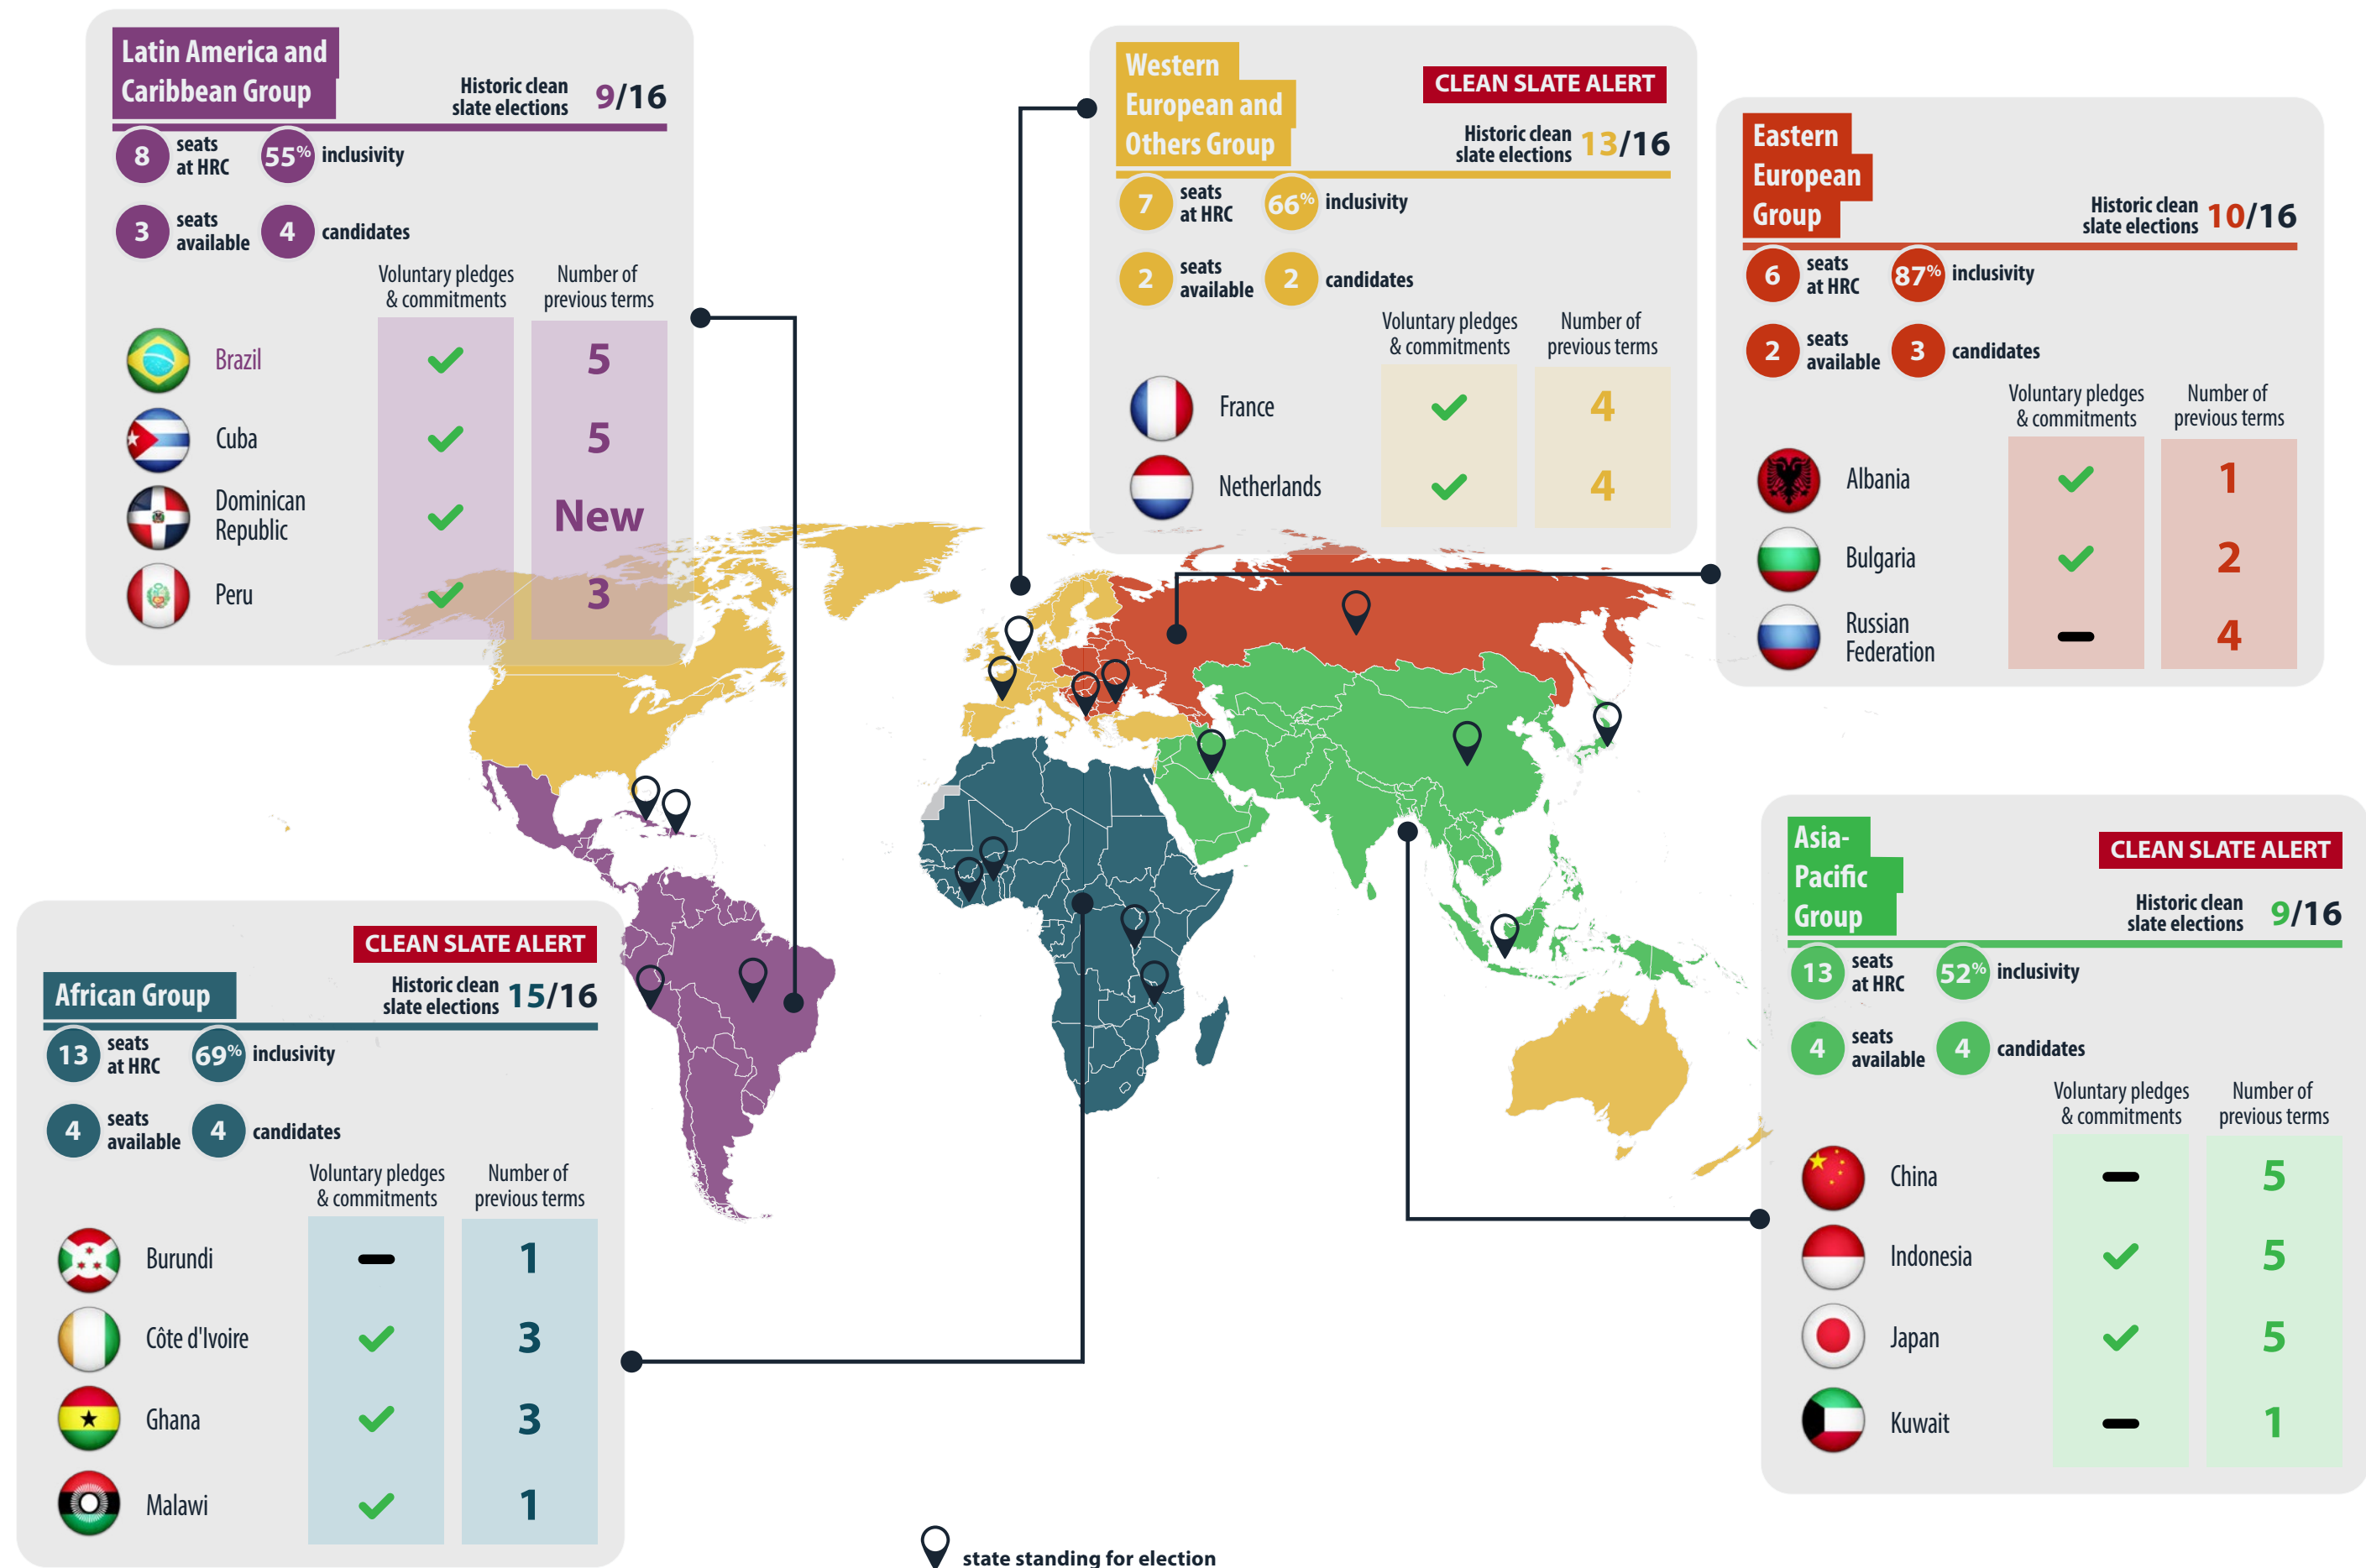 Latin America and
Caribbean Group
Historic clean
slate elections 9/16
8 seats
at HRC
55% inclusivity
3 seats
available
4 candidates
Voluntary pledges
& commitments
Number of
previous terms
Brazil 5
Cuba 5
Dominican
Republic
New
Peru 3
Western
European and
Others Group
CLEAN SLATE ALERT
Historic clean
slate elections 13/16
7 seats
at HRC
66% inclusivity
2 seats
available
2 candidates
Voluntary pledges
& commitments
Number of
previous terms
France 4
Netherlands 4
Eastern
European
Group
Historic clean
slate elections 10/16
6 seats
at HRC
87% inclusivity
2 seats
available
3 candidates
Voluntary pledges
& commitments
Number of
previous terms
Albania 1
Bulgaria 2
Russian
Federation
4
African Group
CLEAN SLATE ALERT
Historic clean
slate elections 15/16
13 seats
at HRC
69% inclusivity
4 seats
available
4 candidates
Voluntary pledges
& commitments
Number of
previous terms
Burundi 1
Côte d'Ivoire 3
Ghana 3
Malawi 1
Asia-
Pacific
Group
CLEAN SLATE ALERT
Historic clean
slate elections 9/16
13 seats
at HRC
52% inclusivity
4 seats
available
4 candidates
Voluntary pledges
& commitments
Number of
previous terms
China 5
Indonesia 5
Japan 5
Kuwait 1
state standing for election